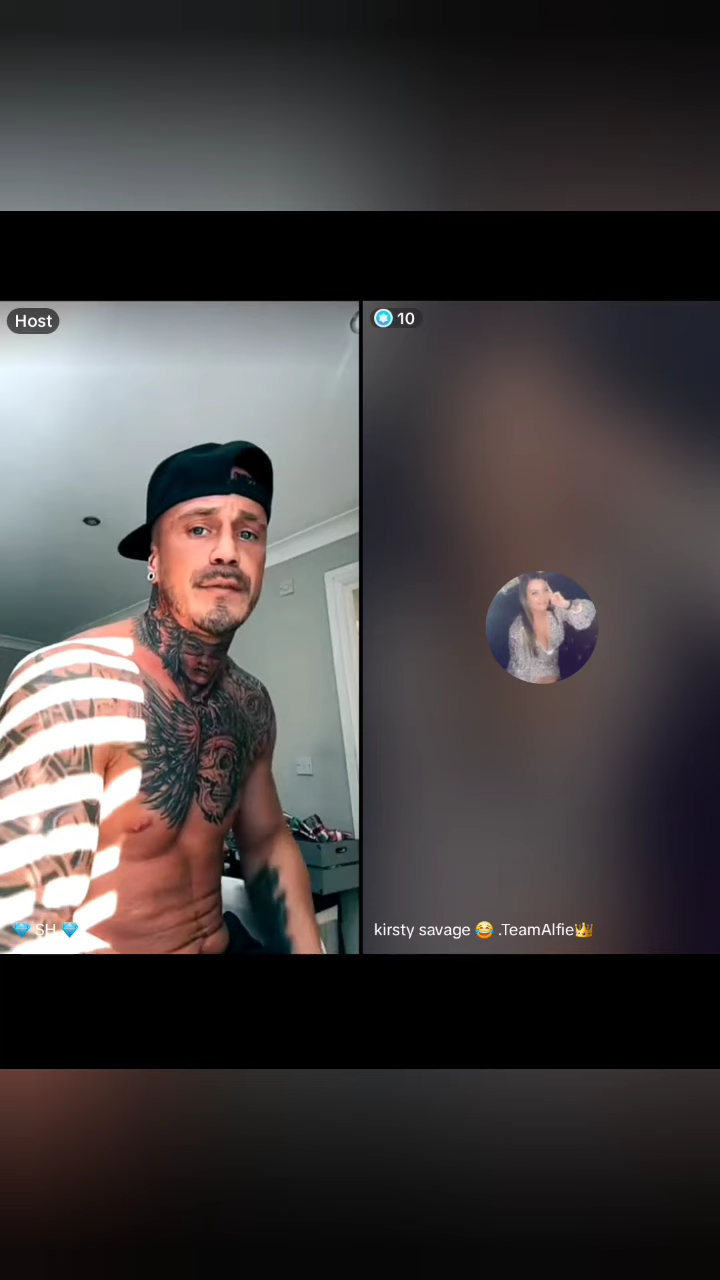 Host
10
💎 SH 💎
kirsty savage 😂 .TeamAlfie👑